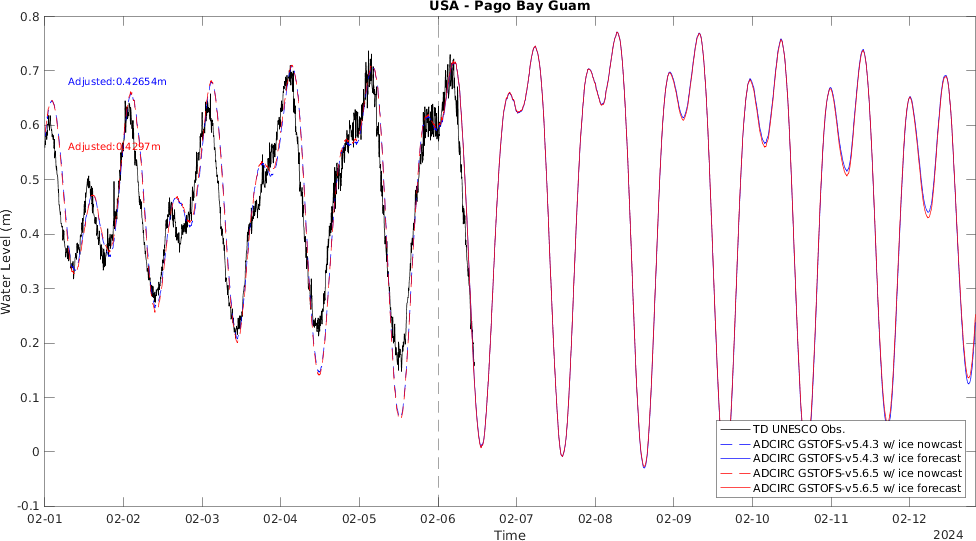 USA - Pago Bay Guam
0.8
0.7
0.6
0.5
0.4
0.3
0.2
0.1
0
-0.1
Water Level (m)
Adjusted:0.42654m
Adjusted:0.4297m
TD UNESCO Obs.
ADCIRC GSTOFS-v5.4.3 w/ ice nowcast
ADCIRC GSTOFS-v5.4.3 w/ ice forecast
ADCIRC GSTOFS-v5.6.5 w/ ice nowcast
ADCIRC GSTOFS-v5.6.5 w/ ice forecast
02-01 02-02 02-03 02-04 02-05 02-06 02-07 02-08 02-09 02-10 02-11 02-12
Time
2024